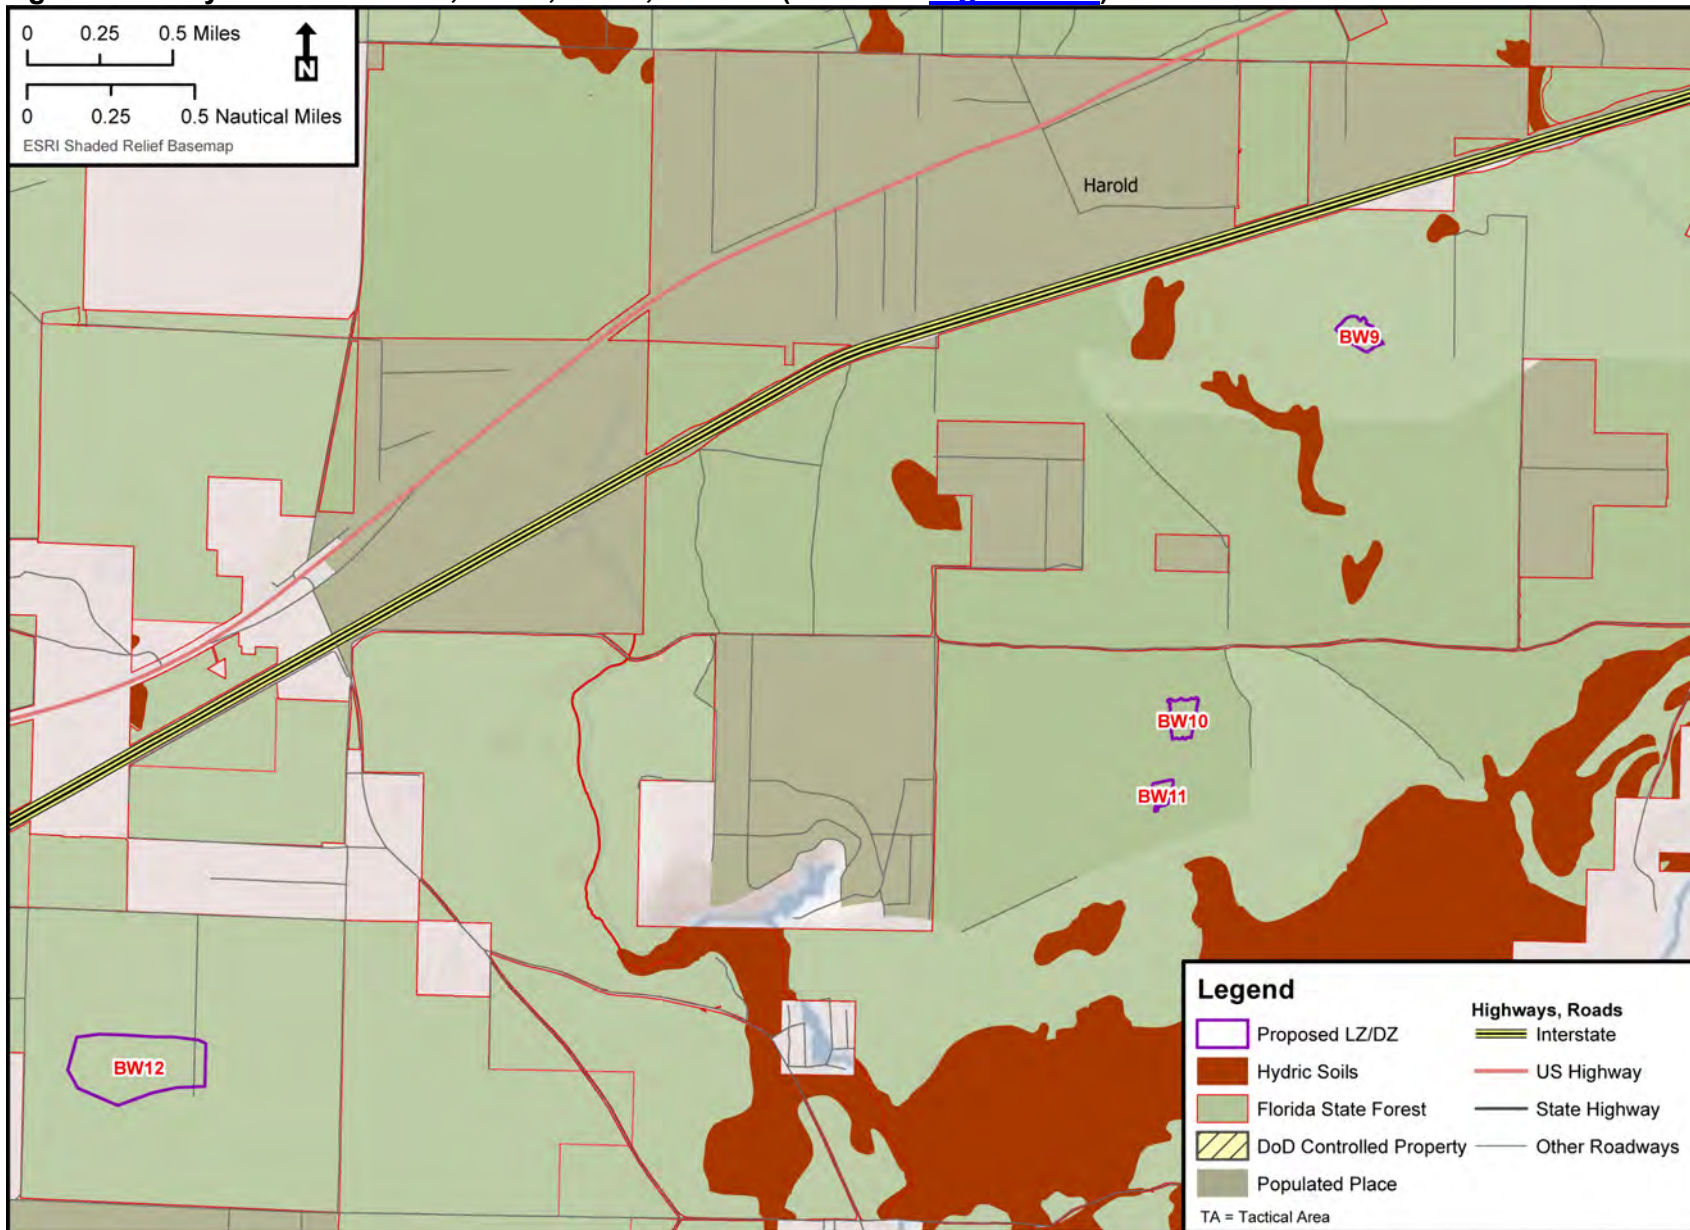 0 0.25 0.5 Miles
N
0 0.25 0.5 Nautical Miles
ESRI Shaded Relief Basemap
Harold
BW9
BW10
BW11
BW12
Legend
Proposed LZ/DZ
Hydric Soils
Florida State Forest
DoD Controlled Property
Populated Place
TA = Tactical Area
Highways, Roads
Interstate
US Highway
State Highway
Other Roadways